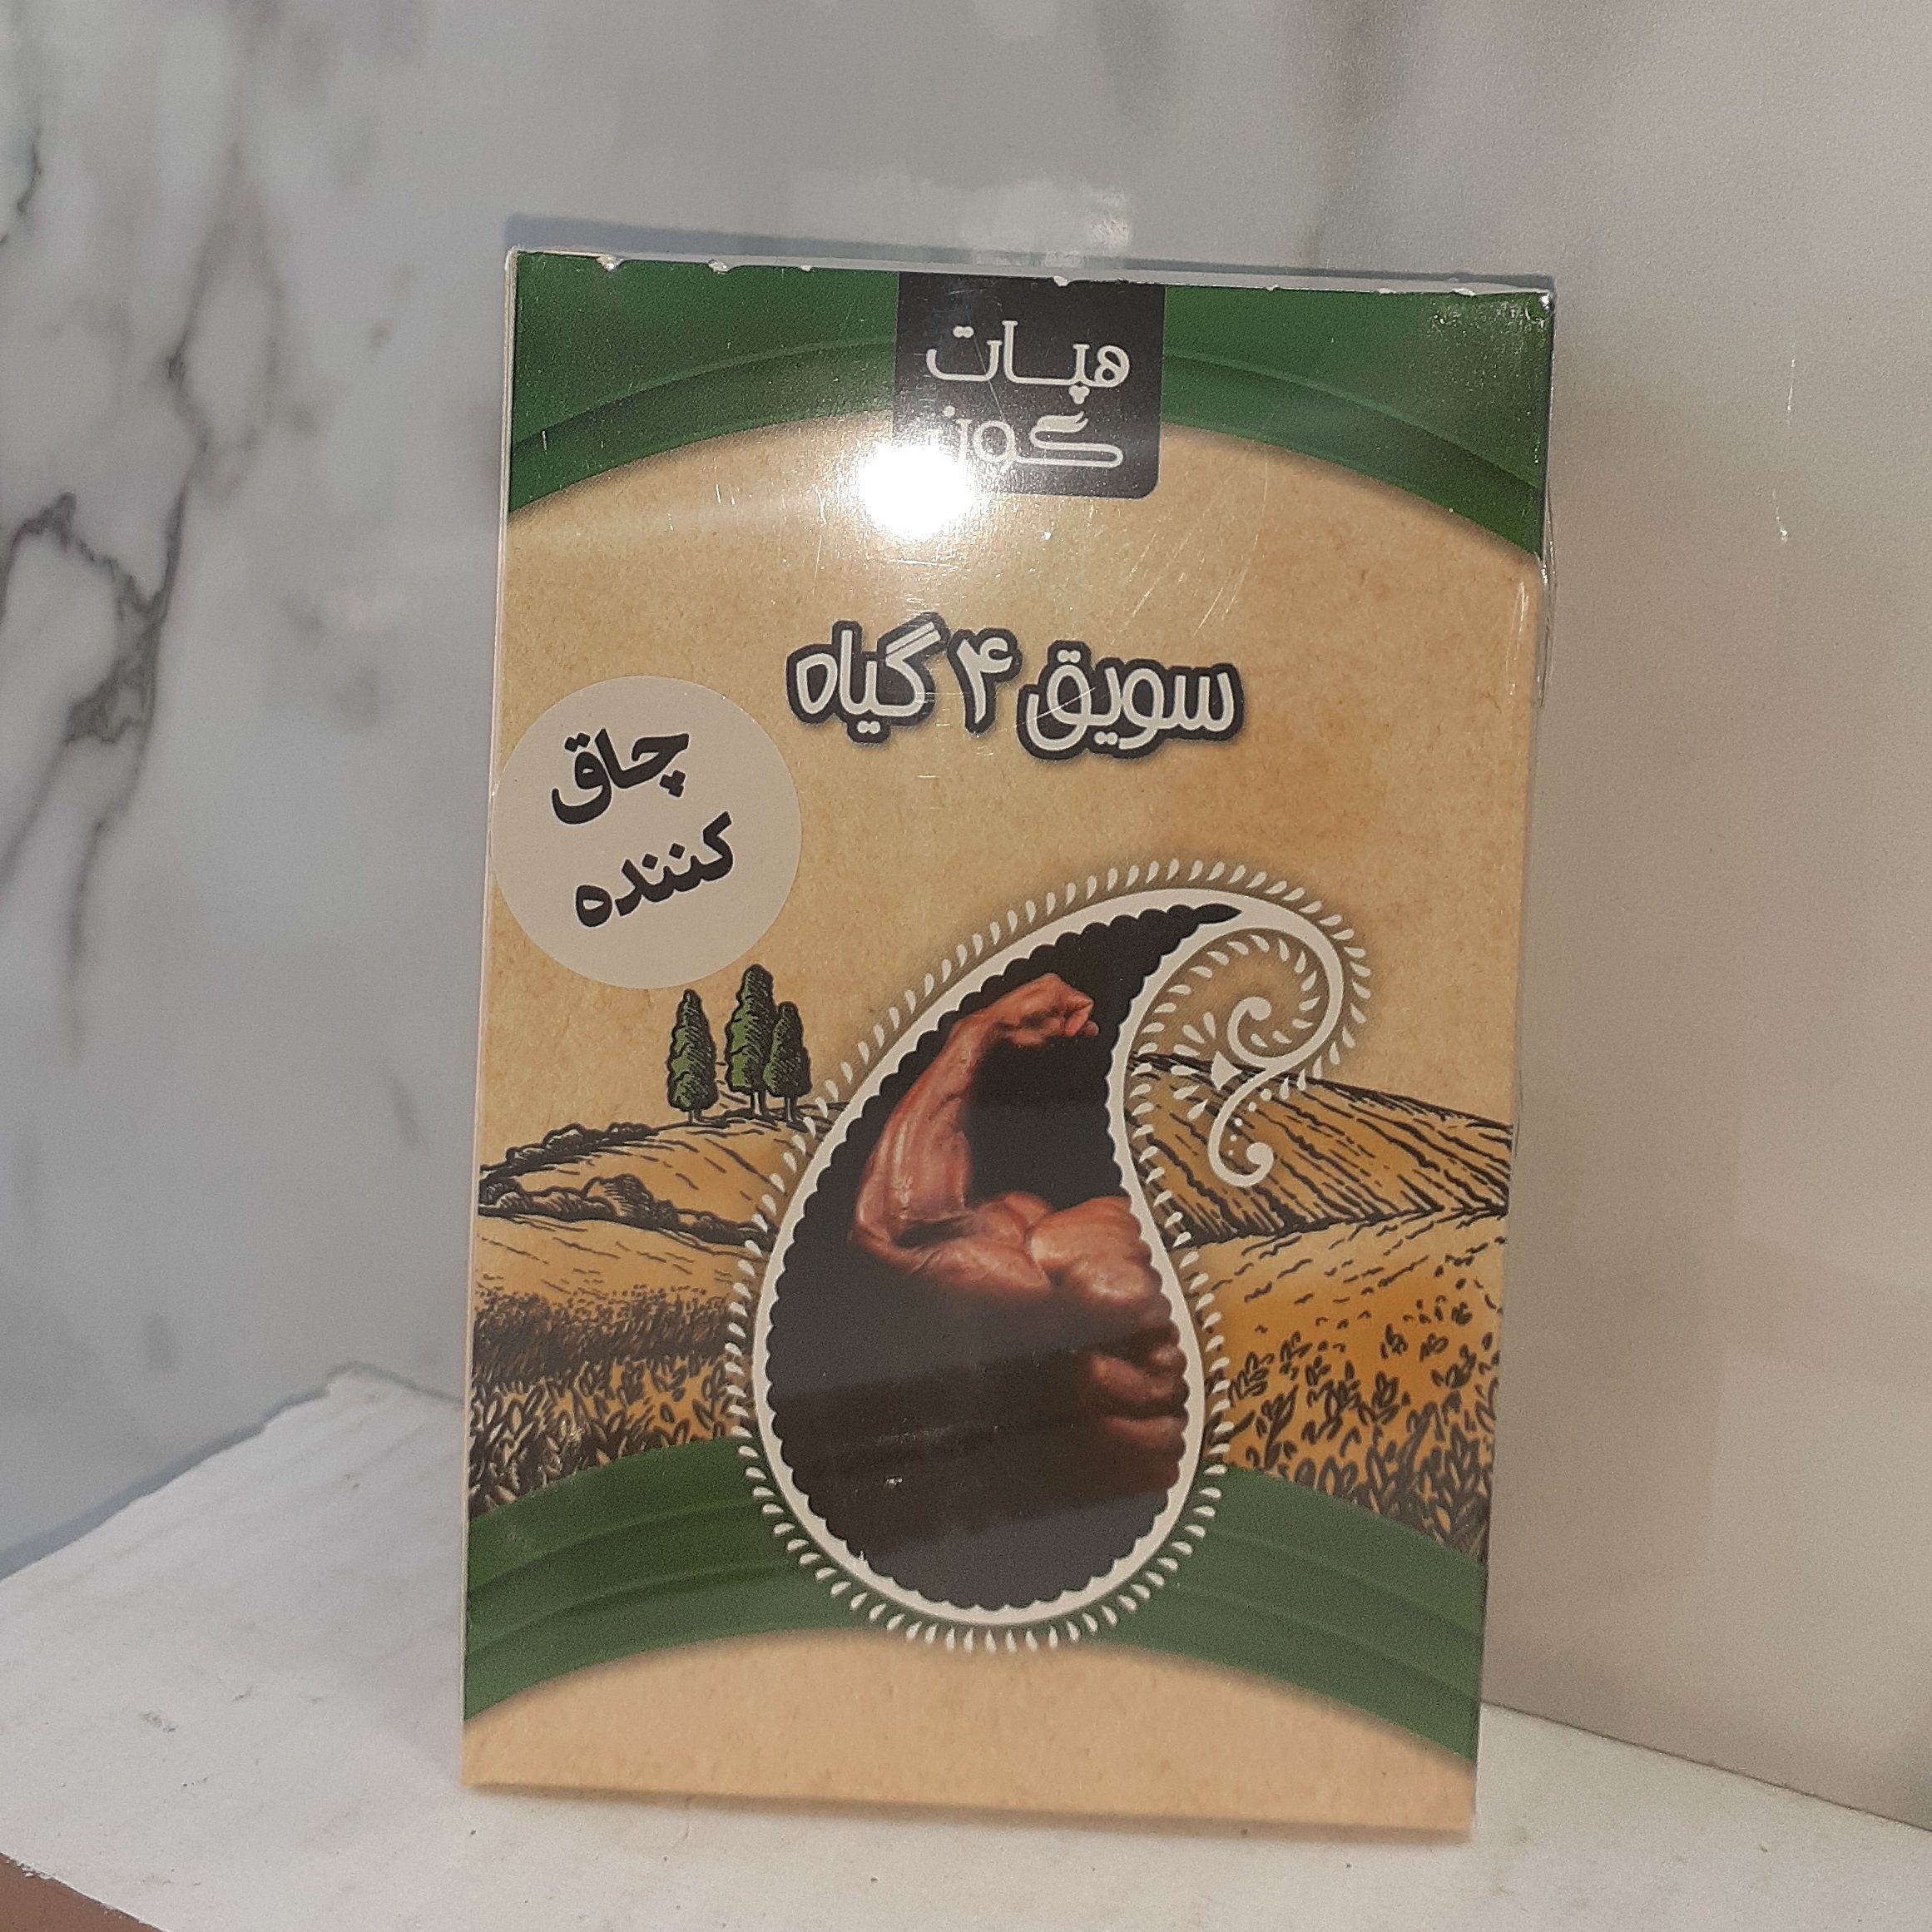 هپات
گون
سویق ۴ گیاه
چاق
کننده